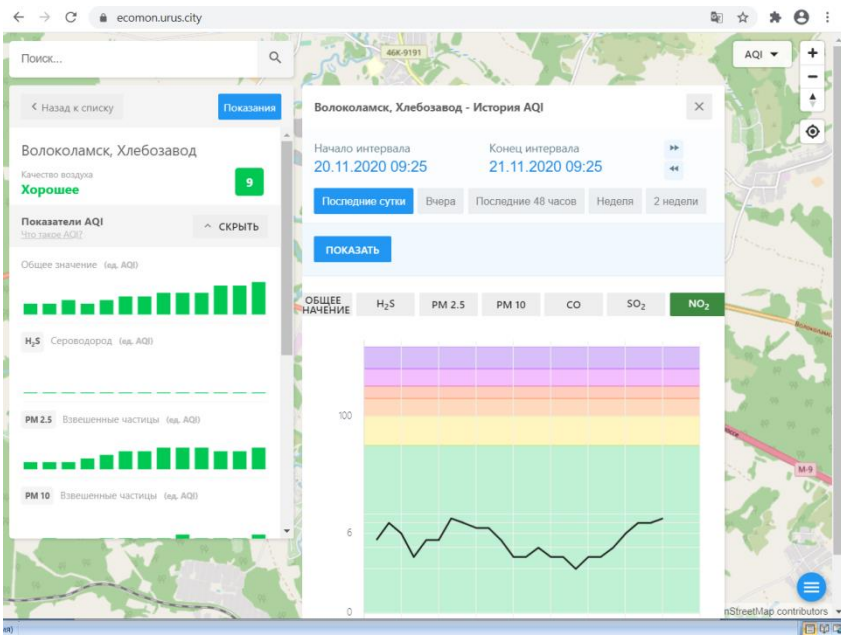 ecomon.urus.city
Поиск...
46К-9191
AQI
Назад к списку
Показания
Волоколамск, Хлебозавод
Качество воздуха
Хорошее
9
Показатели AQI
Что такое AQI?
СКРЫТЬ
Общее значение (ед. AQI)
H₂S Сероводород (ед. AQI)
PM 2.5 Взвешенные частицы (ед. AQI)
PM 10 Взвешенные частицы (ед. AQI)
Волоколамск, Хлебозавод - История AQI
Начало интервала
20.11.2020 09:25
Конец интервала
21.11.2020 09:25
Последние сутки
Вчера
Последние 48 часов
Неделя
2 недели
ПОКАЗАТЬ
ОБЩЕЕ
НАЧЕНИЕ
H₂S
PM 2.5
PM 10
CO
SO₂
NO₂
100
6
0
М-9
nStreetMap contributors